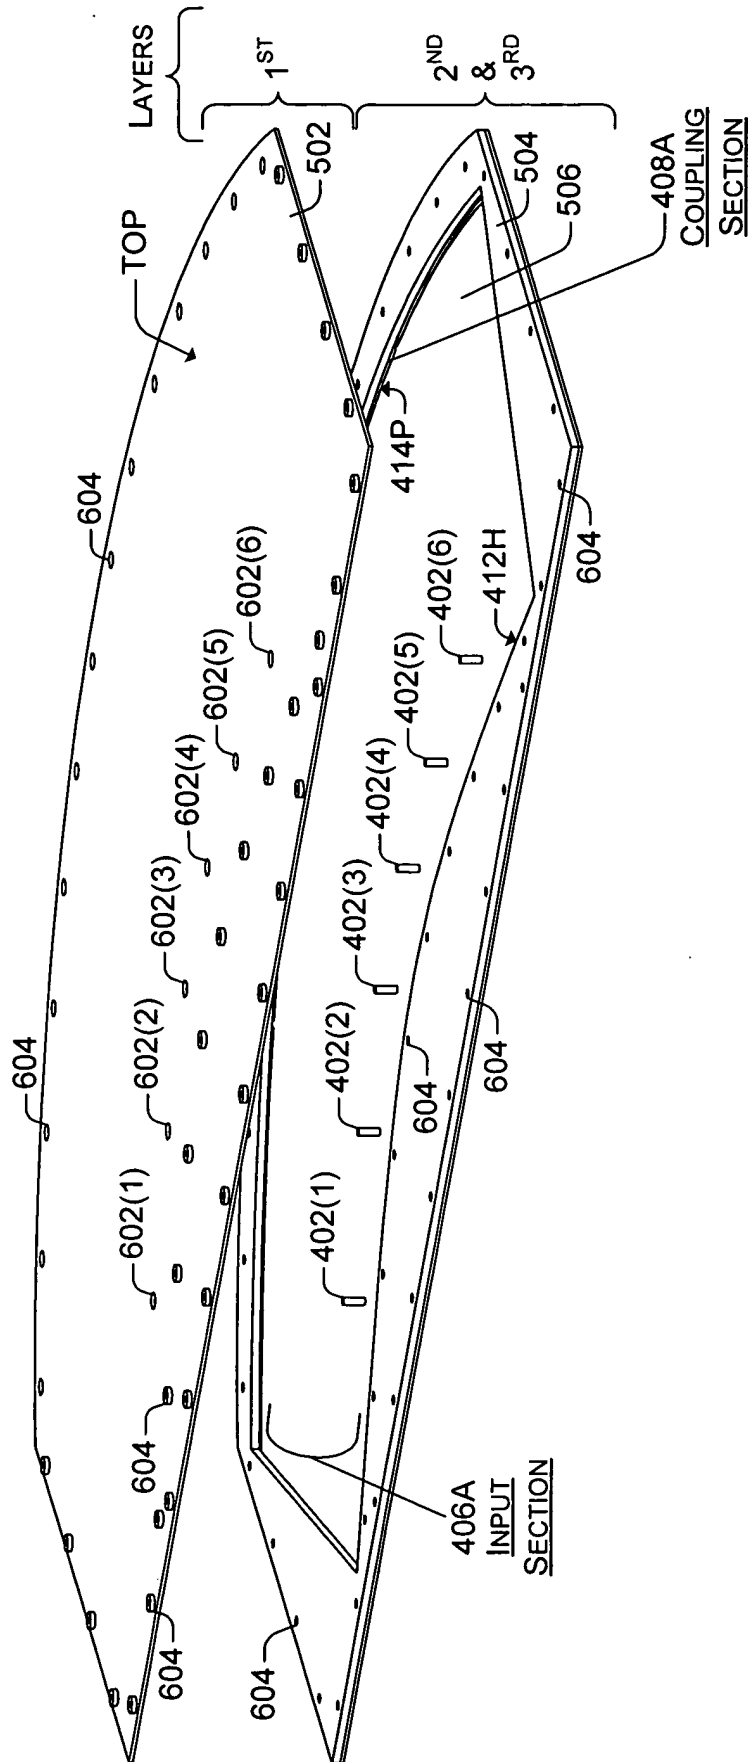 LAYERS
1ST
2ND
&
3RD
TOP
502
504
506
408A
COUPLING
SECTION
414P
412H
604
604
602(1)
602(2)
602(3)
602(4)
602(5)
602(6)
402(1)
402(2)
402(3)
402(4)
402(5)
402(6)
604
604
604
604
604
604
406A
INPUT
SECTION